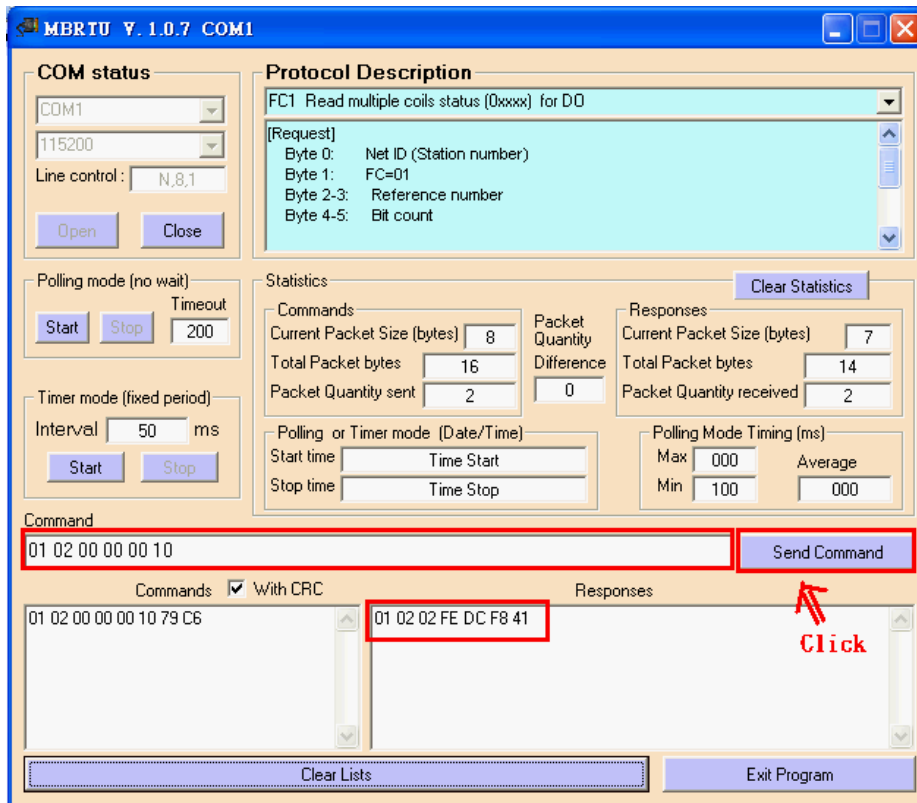 MBRTU V. 1.0.7 COM1
COM status
COM1
115200
Line control : N,8,1
Open Close
Protocol Description
FC1 Read multiple coils status (0xxxx) for DO
[Request]
Byte 0: Net ID (Station number)
Byte 1: FC=01
Byte 2-3: Reference number
Byte 4-5: Bit count
Polling mode (no wait)
Timeout
Start Stop 200
Timer mode (fixed period)
Interval 50 ms
Start Stop
Statistics
Clear Statistics
Commands
Current Packet Size (bytes) 8
Total Packet bytes 16
Packet Quantity sent 2
Packet
Quantity
Difference
0
Responses
Current Packet Size (bytes) 7
Total Packet bytes 14
Packet Quantity received 2
Polling or Timer mode (Date/Time)
Start time Time Start
Stop time Time Stop
Polling Mode Timing (ms)
Max 000
Min 100
Average
000
Command
01 02 00 00 00 10
Send Command
Commands With CRC
Responses
01 02 00 00 00 10 79 C6
01 02 02 FE DC F8 41
Click
Clear Lists
Exit Program